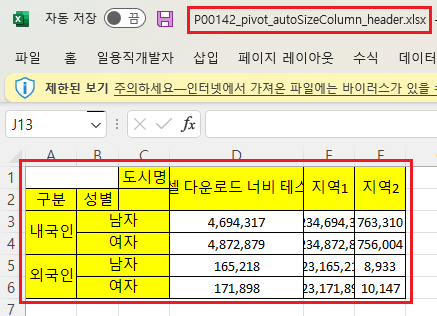 자동 저장 끔 P00142_pivot_autoSizeColumn_header.xlsx
파일 홈 일용직개발자 삽입 페이지 레이아웃 수식
제한된 보기 주의하세요—인터넷에서 가져온 파일에는 바이러스가 있을
J13 fx
A B C D E F
1 도시명 셀 다운로드 너비 테스 지역1 지역2
2 구분 성별
3 내국인 남자 4,694,317 234,694,3 763,310
4 여자 4,872,879 234,872,8 756,004
5 외국인 남자 165,218 23,165,21 8,933
6 여자 171,898 23,171,89 10,147